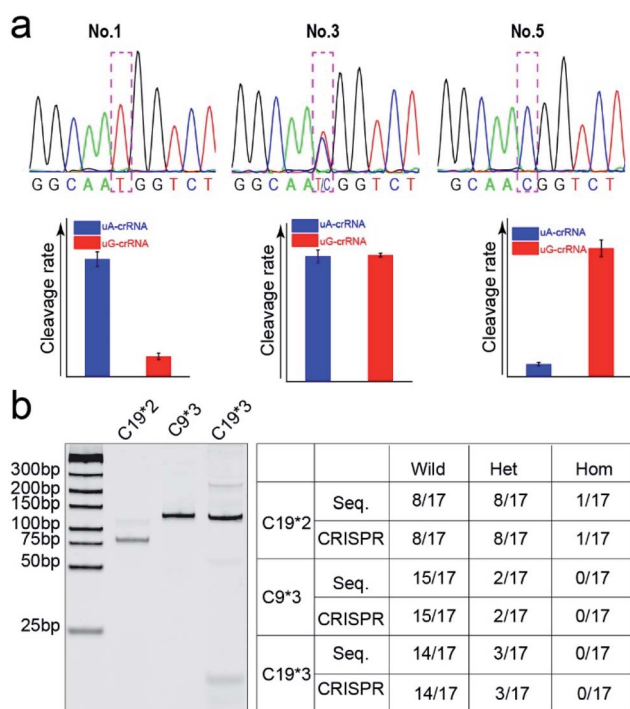 a
No.1 No.3 No.5
GGCAATGGTCT GGCAAT/CGGTCT GCAACGGTCT
uA-crRNA uA-crRNA uA-crRNA
uG-crRNA uG-crRNA uG-crRNA
Cleavage rate Cleavage rate Cleavage rate
b
C19*2 C9*3 C19*3
300bp
200bp
150bp
100bp
75bp
50bp
25bp
Wild Het Hom
C19*2 Seq. 8/17 8/17 1/17
CRISPR 8/17 8/17 1/17
C9*3 Seq. 15/17 2/17 0/17
CRISPR 15/17 2/17 0/17
C19*3 Seq. 14/17 3/17 0/17
CRISPR 14/17 3/17 0/17